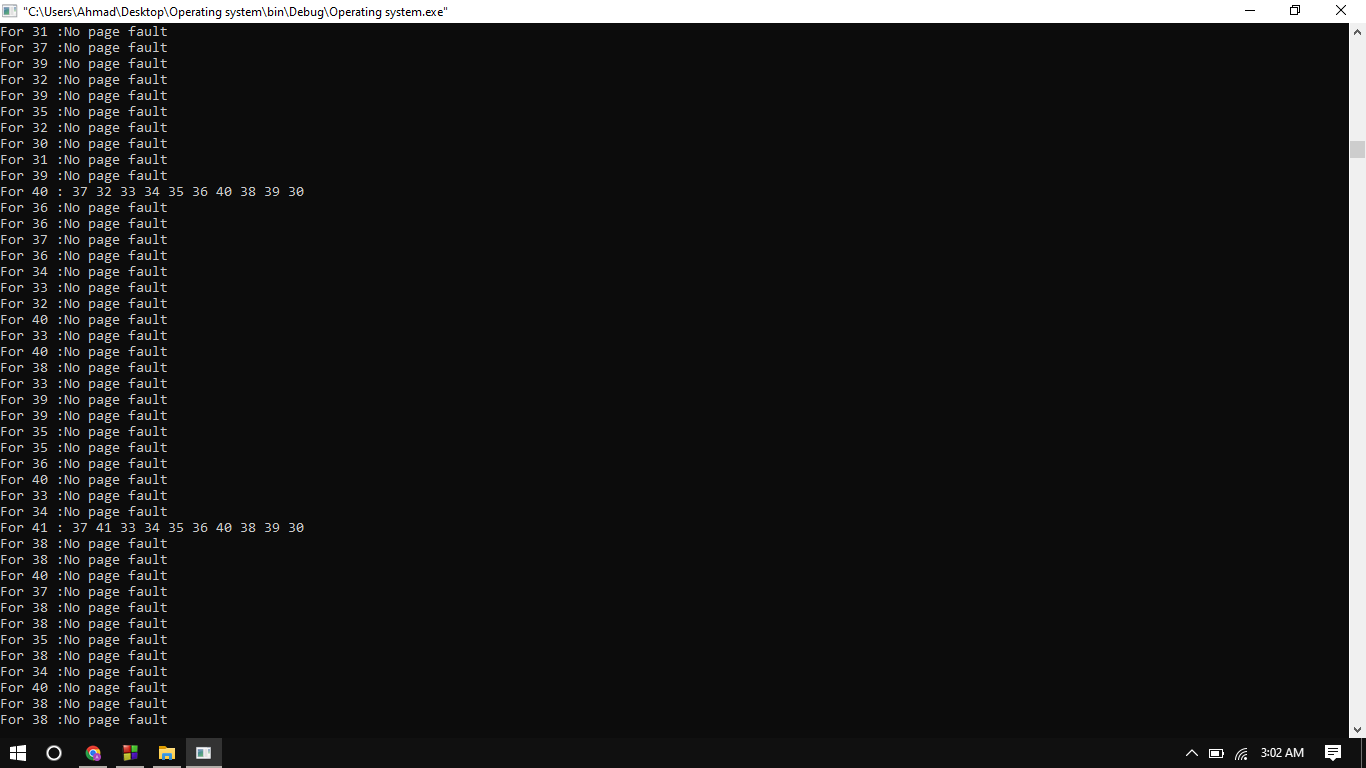 "C:\Users\Ahmad\Desktop\Operating system\bin\Debug\Operating system.exe"
For 31 :No page fault
For 37 :No page fault
For 39 :No page fault
For 32 :No page fault
For 39 :No page fault
For 35 :No page fault
For 32 :No page fault
For 30 :No page fault
For 31 :No page fault
For 39 :No page fault
For 40 : 37 32 33 34 35 36 40 38 39 30
For 36 :No page fault
For 36 :No page fault
For 37 :No page fault
For 36 :No page fault
For 34 :No page fault
For 33 :No page fault
For 32 :No page fault
For 40 :No page fault
For 33 :No page fault
For 40 :No page fault
For 38 :No page fault
For 33 :No page fault
For 39 :No page fault
For 39 :No page fault
For 35 :No page fault
For 35 :No page fault
For 36 :No page fault
For 40 :No page fault
For 33 :No page fault
For 34 :No page fault
For 41 : 37 41 33 34 35 36 40 38 39 30
For 38 :No page fault
For 38 :No page fault
For 40 :No page fault
For 37 :No page fault
For 38 :No page fault
For 38 :No page fault
For 35 :No page fault
For 38 :No page fault
For 34 :No page fault
For 40 :No page fault
For 38 :No page fault
For 38 :No page fault
3:02 AM